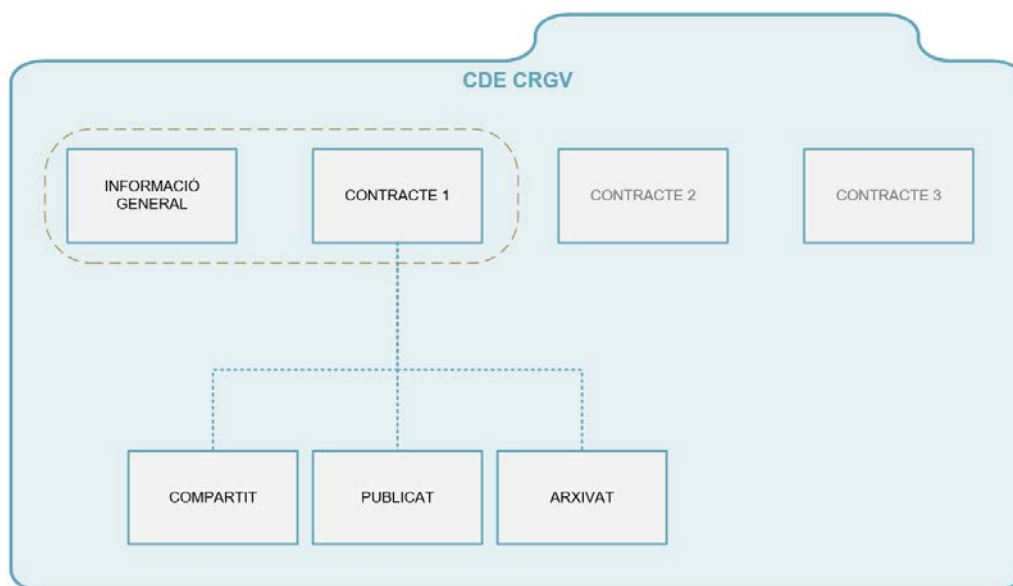 CDE CRGV
INFORMACIÓ
GENERAL
CONTRACTE 1
CONTRACTE 2
CONTRACTE 3
COMPARTIT
PUBLICAT
ARXIVAT